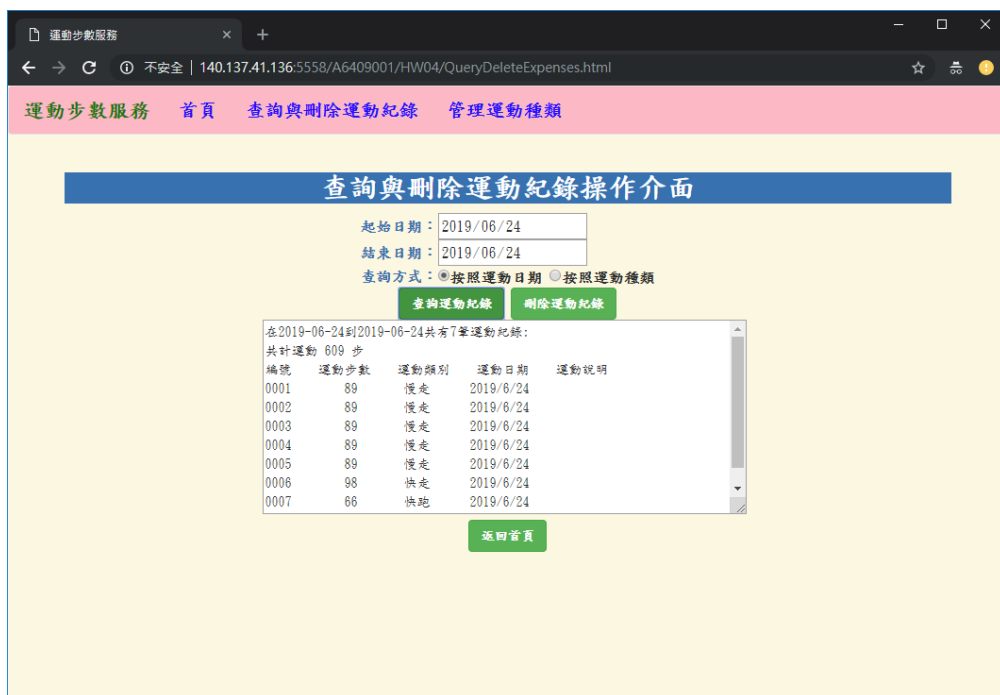 運動步數服務
不安全 | 140.137.41.136:5558/A6409001/HW04/QueryDeleteExpenses.html
運動步數服務 首頁 查詢與刪除運動紀錄 管理運動種類
查詢與刪除運動紀錄操作介面
起始日期：2019/06/24
結束日期：2019/06/24
查詢方式：按照運動日期 按照運動種類
查詢運動紀錄 刪除運動紀錄
在2019-06-24到2019-06-24共有7筆運動紀錄:
共計運動 609 步
編號 運動步數 運動類別 運動日期 運動說明
0001 89 慢走 2019/6/24
0002 89 慢走 2019/6/24
0003 89 慢走 2019/6/24
0004 89 慢走 2019/6/24
0005 89 慢走 2019/6/24
0006 98 快走 2019/6/24
0007 66 快跑 2019/6/24
返回首頁